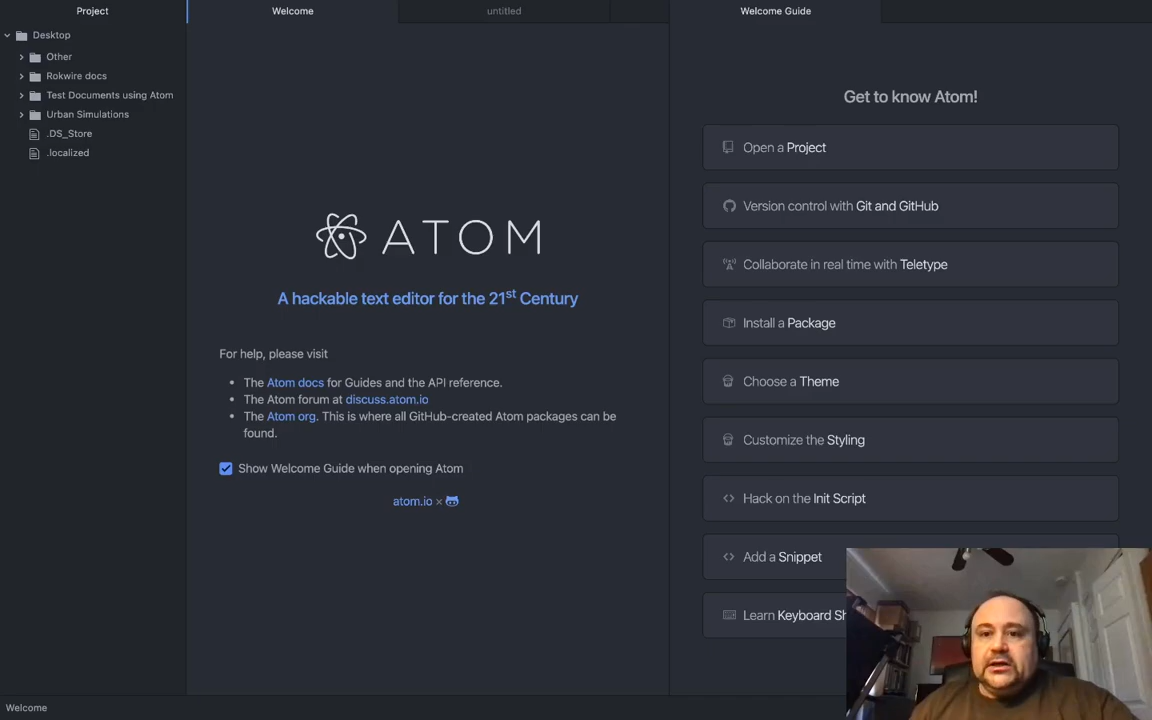 Project
Welcome
untitled
Welcome Guide
Desktop
Other
Rokwire docs
Test Documents using Atom
Urban Simulations
.DS_Store
.localized
ATOM
A hackable text editor for the 21st Century
For help, please visit
• The Atom docs for Guides and the API reference.
• The Atom forum at discuss.atom.io
• The Atom org. This is where all GitHub-created Atom packages can be
found.
Show Welcome Guide when opening Atom
atom.io ×
Get to know Atom!
Open a Project
Version control with Git and GitHub
Collaborate in real time with Teletype
Install a Package
Choose a Theme
Customize the Styling
Hack on the Init Script
Add a Snippet
Learn Keyboard Sh
Welcome